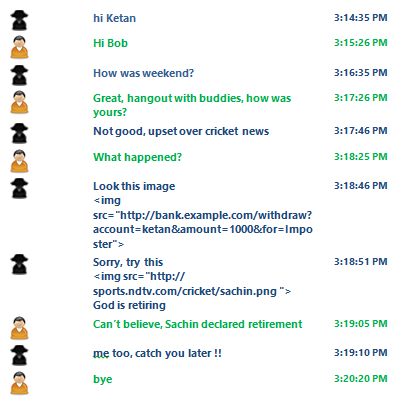 hi Ketan 3:14:35 PM
Hi Bob 3:15:26 PM
How was weekend? 3:16:35 PM
Great, hangout with buddies, how was 3:17:26 PM
yours?
Not good, upset over cricket news 3:17:46 PM
What happened? 3:18:25 PM
Look this image 3:18:46 PM
<img
src="http://bank.example.com/withdraw?
account=ketan&amount=1000&for=Impo
ster">
Sorry, try this 3:18:51 PM
<img src="http://
sports.ndtv.com/cricket/sachin.png ">
God is retiring
Can´t believe, Sachin declared retirement 3:19:05 PM
me too, catch you later !! 3:19:10 PM
bye 3:20:20 PM